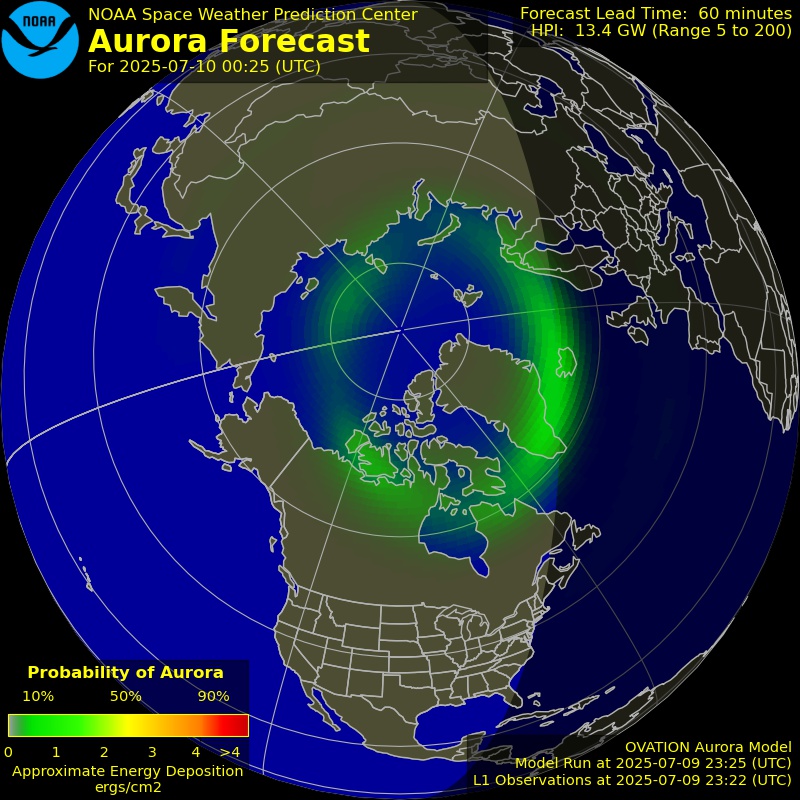 NOAA
NOAA Space Weather Prediction Center
Aurora Forecast
For 2025-07-10 00:25 (UTC)
Forecast Lead Time: 60 minutes
HPI: 13.4 GW (Range 5 to 200)
Probability of Aurora
10% 50% 90%
0 1 2 3 4 >4
Approximate Energy Deposition
ergs/cm2
OVATION Aurora Model
Model Run at 2025-07-09 23:25 (UTC)
L1 Observations at 2025-07-09 23:22 (UTC)